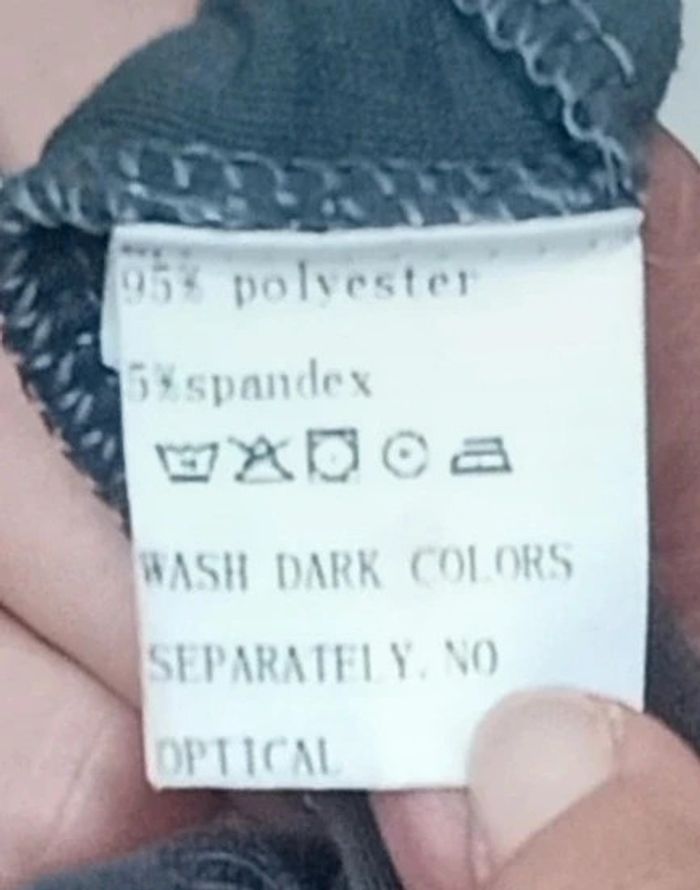 95% polyester
5%spandex
WASH DARK COLORS
SEPARATELY. NO
OPTICAL